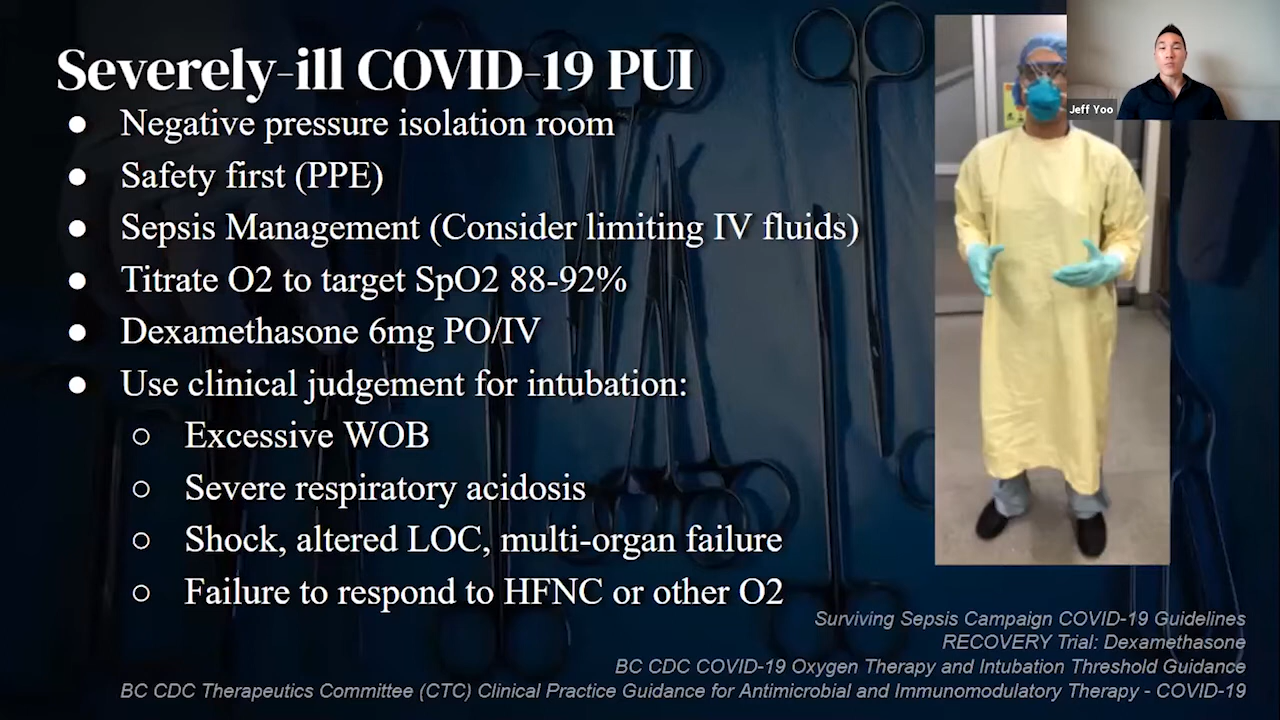 Severely-ill COVID-19 PUI
● Negative pressure isolation room
● Safety first (PPE)
● Sepsis Management (Consider limiting IV fluids)
● Titrate O2 to target SpO2 88-92%
● Dexamethasone 6mg PO/IV
● Use clinical judgement for intubation:
○ Excessive WOB
○ Severe respiratory acidosis
○ Shock, altered LOC, multi-organ failure
○ Failure to respond to HFNC or other O2
Jeff Yoo
Surviving Sepsis Campaign COVID-19 Guidelines
RECOVERY Trial: Dexamethasone
BC CDC COVID-19 Oxygen Therapy and Intubation Threshold Guidance
BC CDC Therapeutics Committee (CTC) Clinical Practice Guidance for Antimicrobial and Immunomodulatory Therapy - COVID-19